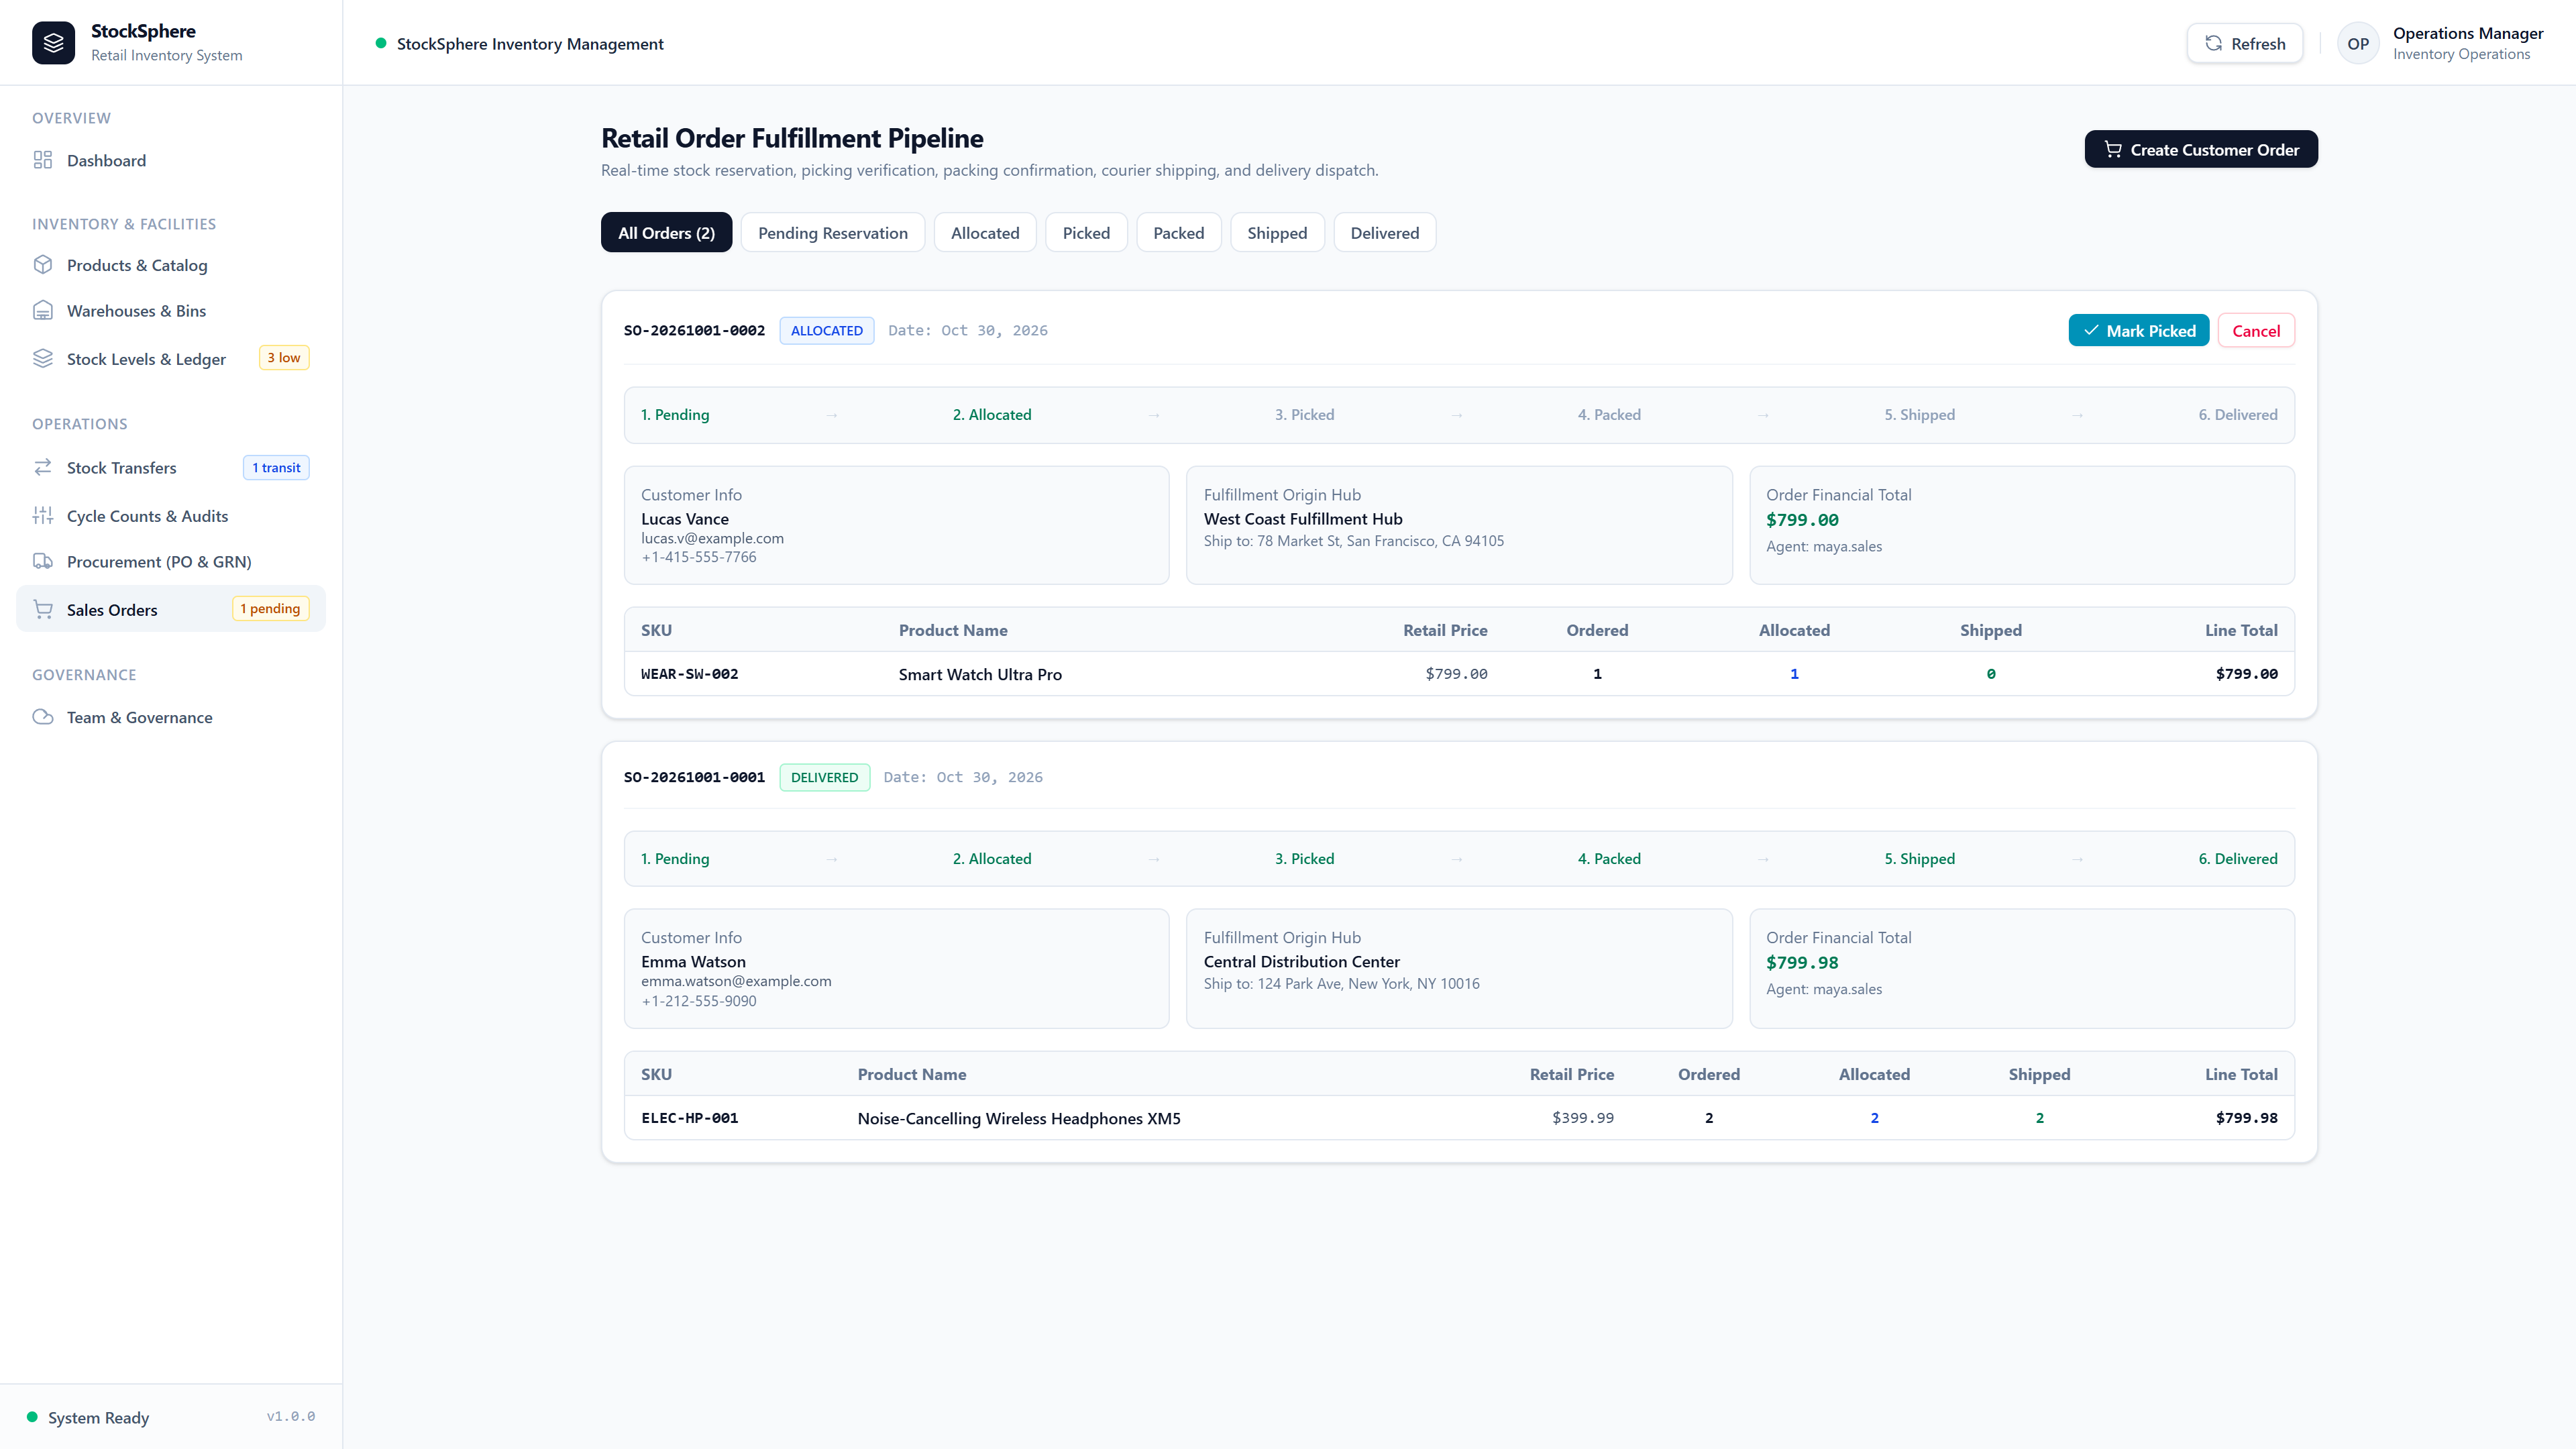 StockSphere
Retail Inventory System
StockSphere Inventory Management
Refresh
OP
Operations Manager
Inventory Operations
OVERVIEW
Dashboard
INVENTORY & FACILITIES
Products & Catalog
Warehouses & Bins
Stock Levels & Ledger 3 low
OPERATIONS
Stock Transfers 1 transit
Cycle Counts & Audits
Procurement (PO & GRN)
Sales Orders 1 pending
GOVERNANCE
Team & Governance
System Ready v1.0.0
Retail Order Fulfillment Pipeline
Real-time stock reservation, picking verification, packing confirmation, courier shipping, and delivery dispatch.
Create Customer Order
All Orders (2) Pending Reservation Allocated Picked Packed Shipped Delivered
SO-20261001-0002 ALLOCATED Date: Oct 30, 2026 Mark Picked Cancel
1. Pending → 2. Allocated → 3. Picked → 4. Packed → 5. Shipped → 6. Delivered
Customer Info
Lucas Vance
lucas.v@example.com
+1-415-555-7766
Fulfillment Origin Hub
West Coast Fulfillment Hub
Ship to: 78 Market St, San Francisco, CA 94105
Order Financial Total
$799.00
Agent: maya.sales
SKU Product Name Retail Price Ordered Allocated Shipped Line Total
WEAR-SW-002 Smart Watch Ultra Pro $799.00 1 1 0 $799.00
SO-20261001-0001 DELIVERED Date: Oct 30, 2026
1. Pending → 2. Allocated → 3. Picked → 4. Packed → 5. Shipped → 6. Delivered
Customer Info
Emma Watson
emma.watson@example.com
+1-212-555-9090
Fulfillment Origin Hub
Central Distribution Center
Ship to: 124 Park Ave, New York, NY 10016
Order Financial Total
$799.98
Agent: maya.sales
SKU Product Name Retail Price Ordered Allocated Shipped Line Total
ELEC-HP-001 Noise-Cancelling Wireless Headphones XM5 $399.99 2 2 2 $799.98